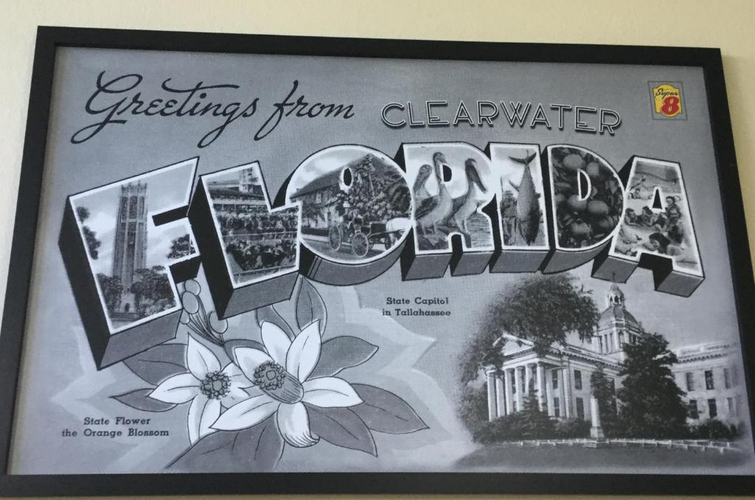 Greetings from CLEARWATER
Super 8
FLORIDA
State Capitol
in Tallahassee
State Flower
the Orange Blossom